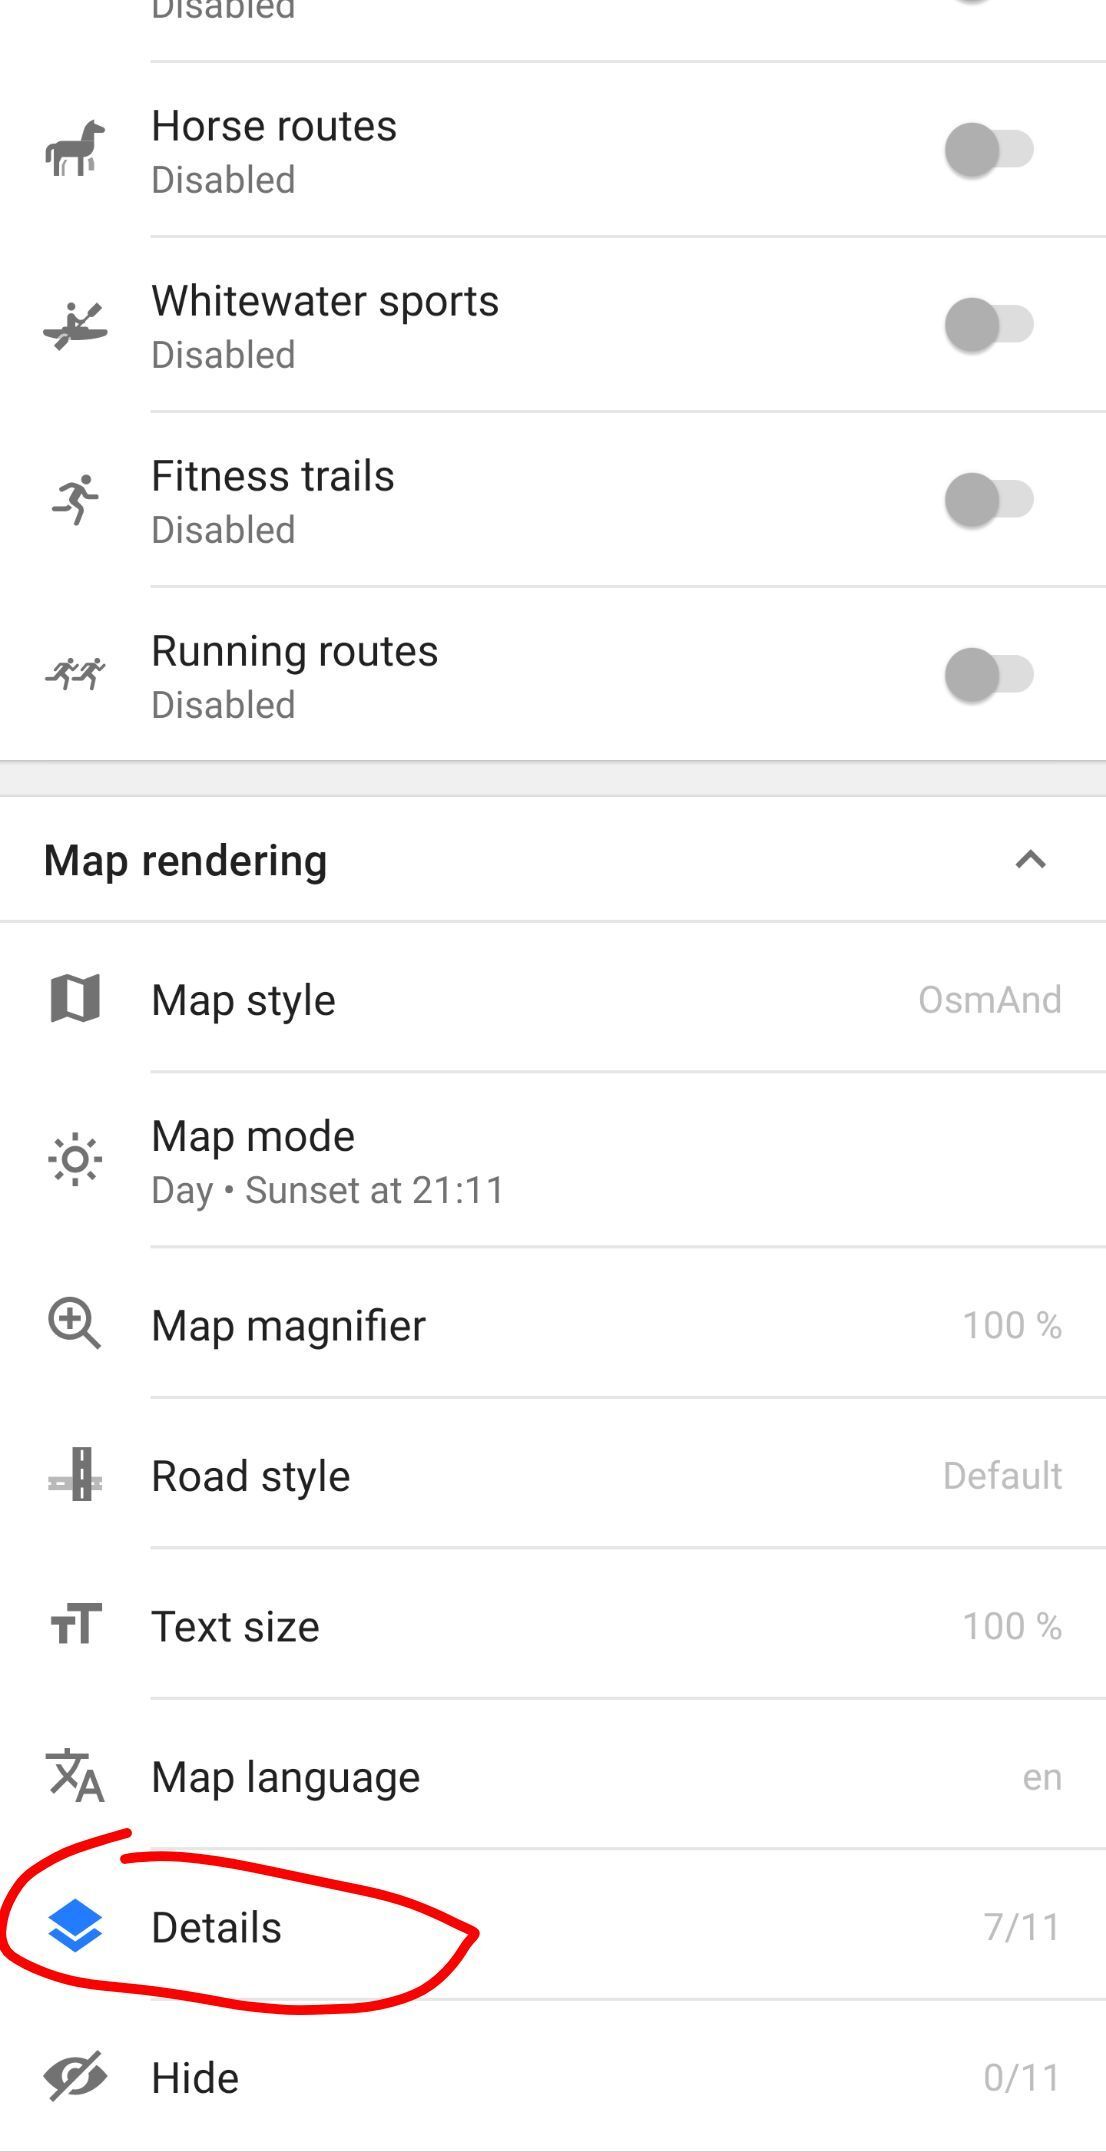 Disabled
Horse routes
Disabled
Whitewater sports
Disabled
Fitness trails
Disabled
Running routes
Disabled
Map rendering
Map style OsmAnd
Map mode
Day • Sunset at 21:11
Map magnifier 100 %
Road style Default
Text size 100 %
Map language en
Details 7/11
Hide 0/11